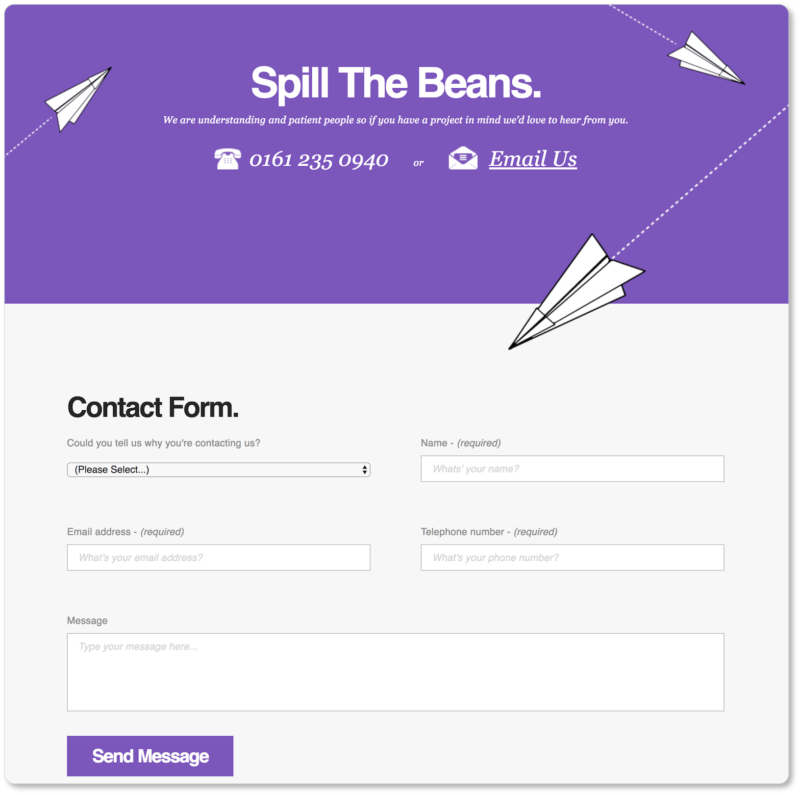 Spill The Beans.
We are understanding and patient people so if you have a project in mind we'd love to hear from you.
0161 235 0940 or Email Us
Contact Form.
Could you tell us why you're contacting us?
(Please Select...)
Name - (required)
Whats' your name?
Email address - (required)
What's your email address?
Telephone number - (required)
What's your phone number?
Message
Type your message here...
Send Message